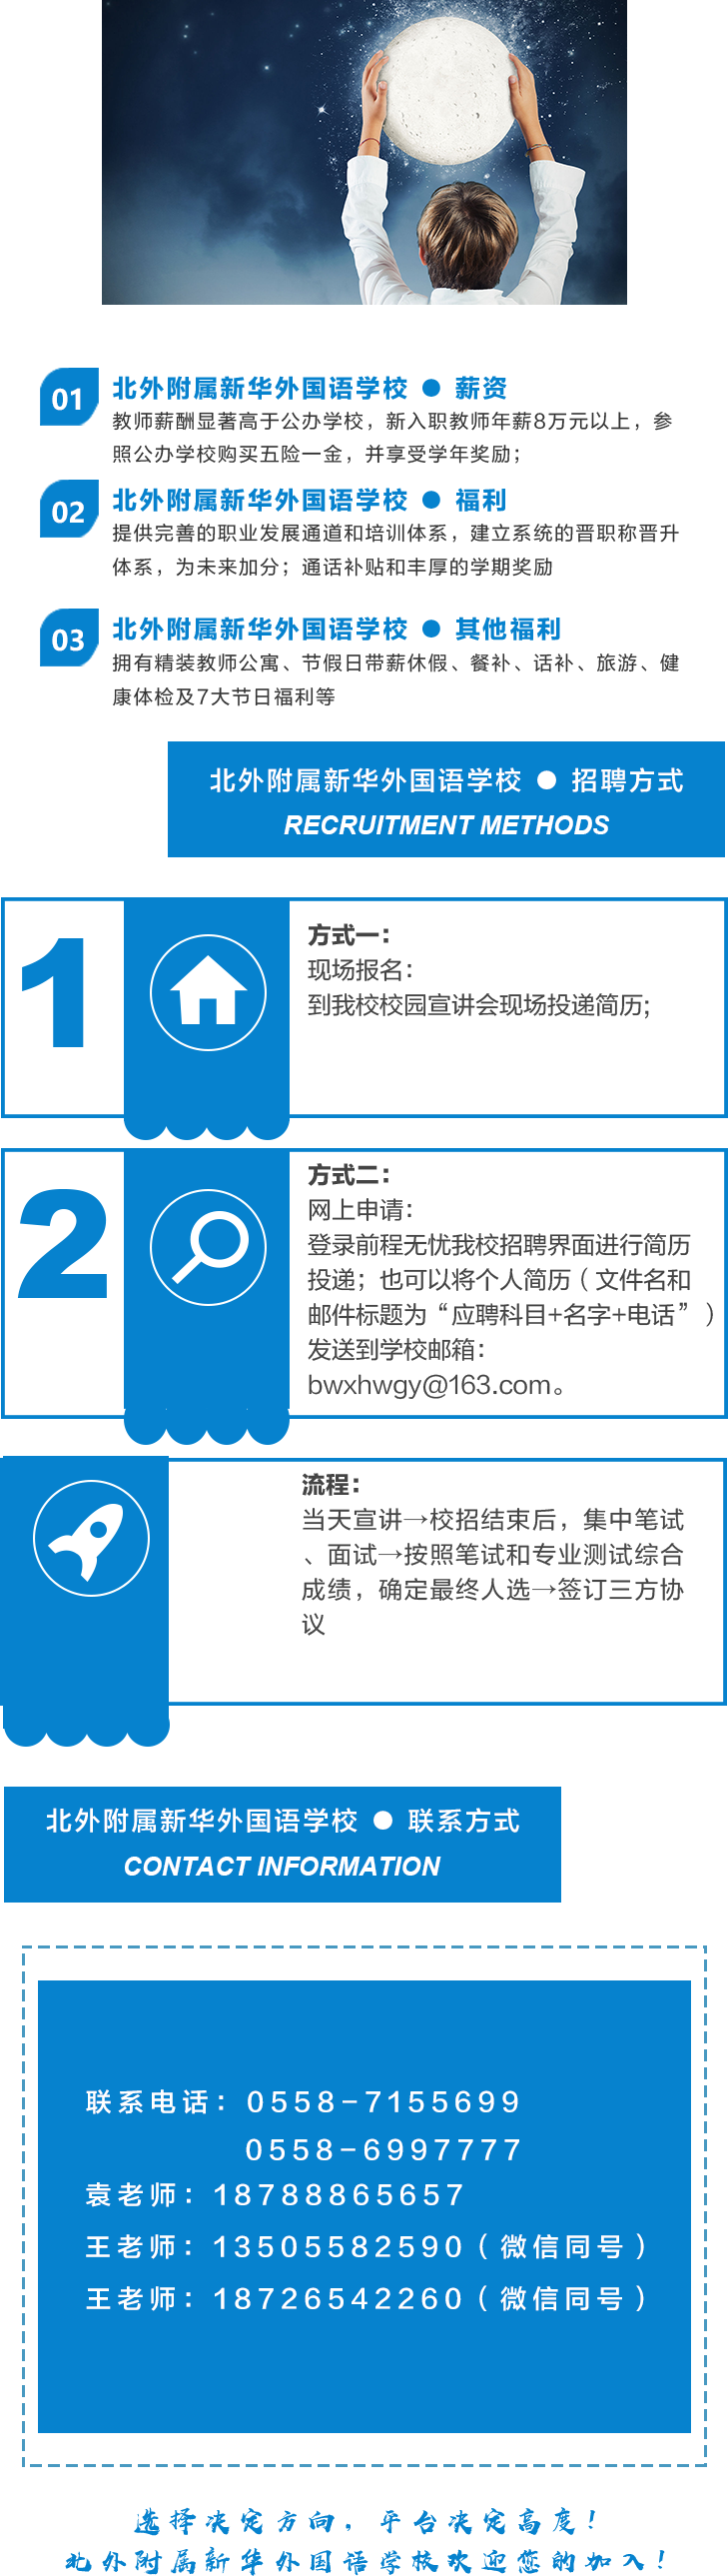 01
北外附属新华外国语学校 ● 薪资
教师薪酬显著高于公办学校，新入职教师年薪8万元以上，参
照公办学校购买五险一金，并享受学年奖励；
02
北外附属新华外国语学校 ● 福利
提供完善的职业发展通道和培训体系，建立系统的晋职称晋升
体系，为未来加分；通话补贴和丰厚的学期奖励
03
北外附属新华外国语学校 ● 其他福利
拥有精装教师公寓、节假日带薪休假、餐补、话补、旅游、健
康体检及7大节日福利等
北外附属新华外国语学校 ● 招聘方式
RECRUITMENT METHODS
1
方式一：
现场报名：
到我校校园宣讲会现场投递简历;
2
方式二：
网上申请：
登录前程无忧我校招聘界面进行简历
投递；也可以将个人简历（文件名和
邮件标题为“应聘科目+名字+电话”）
发送到学校邮箱：
bwxhwgy@163.com。
流程：
当天宣讲→校招结束后，集中笔试
、面试→按照笔试和专业测试综合
成绩，确定最终人选→签订三方协
议
北外附属新华外国语学校 ● 联系方式
CONTACT INFORMATION
联系电话：0558-7155699
0558-6997777
袁老师：18788865657
王老师：13505582590（微信同号）
王老师：18726542260（微信同号）
选择决定方向，平台决定高度！
北外附属新华外国语学校欢迎您的加入！